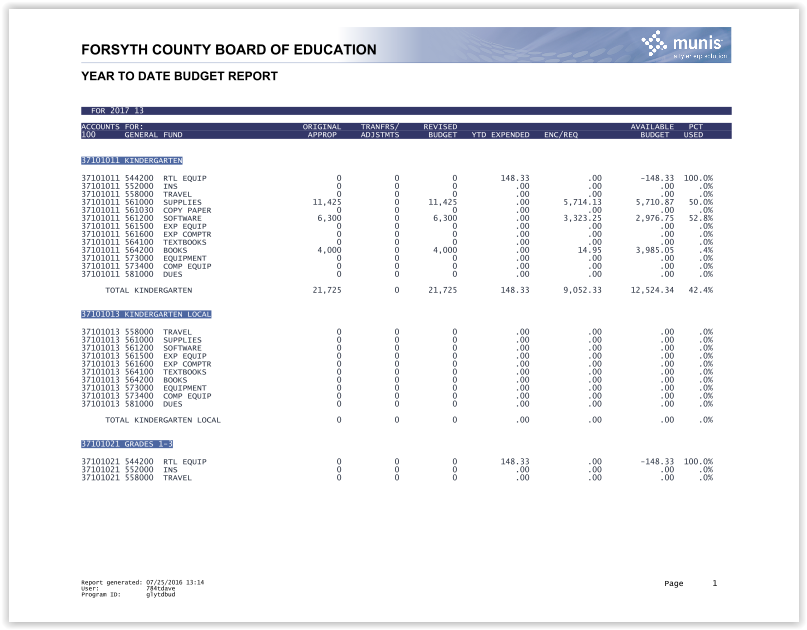 FORSYTH COUNTY BOARD OF EDUCATION
munis
a tyler erp solution
YEAR TO DATE BUDGET REPORT
FOR 2017 13
ACCOUNTS FOR: ORIGINAL TRANFRS/ REVISED AVAILABLE PCT
100 GENERAL FUND APPROP ADJSTMTS BUDGET YTD EXPENDED ENC/REQ BUDGET USED
37101011 KINDERGARTEN
37101011 544200 RTL EQUIP 0 0 0 148.33 .00 -148.33 100.0%
37101011 552000 INS 0 0 0 .00 .00 .00 .0%
37101011 558000 TRAVEL 0 0 0 .00 .00 .00 .0%
37101011 561000 SUPPLIES 11,425 0 11,425 .00 5,714.13 5,710.87 50.0%
37101011 561030 COPY PAPER 0 0 0 .00 .00 .00 .0%
37101011 561200 SOFTWARE 6,300 0 6,300 .00 3,323.25 2,976.75 52.8%
37101011 561500 EXP EQUIP 0 0 0 .00 .00 .00 .0%
37101011 561600 EXP COMPTR 0 0 0 .00 .00 .00 .0%
37101011 564100 TEXTBOOKS 0 0 0 .00 .00 .00 .0%
37101011 564200 BOOKS 4,000 0 4,000 .00 14.95 3,985.05 .4%
37101011 573000 EQUIPMENT 0 0 0 .00 .00 .00 .0%
37101011 573400 COMP EQUIP 0 0 0 .00 .00 .00 .0%
37101011 581000 DUES 0 0 0 .00 .00 .00 .0%
TOTAL KINDERGARTEN 21,725 0 21,725 148.33 9,052.33 12,524.34 42.4%
37101013 KINDERGARTEN LOCAL
37101013 558000 TRAVEL 0 0 0 .00 .00 .00 .0%
37101013 561000 SUPPLIES 0 0 0 .00 .00 .00 .0%
37101013 561200 SOFTWARE 0 0 0 .00 .00 .00 .0%
37101013 561500 EXP EQUIP 0 0 0 .00 .00 .00 .0%
37101013 561600 EXP COMPTR 0 0 0 .00 .00 .00 .0%
37101013 564100 TEXTBOOKS 0 0 0 .00 .00 .00 .0%
37101013 564200 BOOKS 0 0 0 .00 .00 .00 .0%
37101013 573000 EQUIPMENT 0 0 0 .00 .00 .00 .0%
37101013 573400 COMP EQUIP 0 0 0 .00 .00 .00 .0%
37101013 581000 DUES 0 0 0 .00 .00 .00 .0%
TOTAL KINDERGARTEN LOCAL 0 0 0 .00 .00 .00 .0%
37101021 GRADES 1-3
37101021 544200 RTL EQUIP 0 0 0 148.33 .00 -148.33 100.0%
37101021 552000 INS 0 0 0 .00 .00 .00 .0%
37101021 558000 TRAVEL 0 0 0 .00 .00 .00 .0%
Report generated: 07/25/2016 13:14
User: 784tdave
Program ID: glytdbud
Page 1